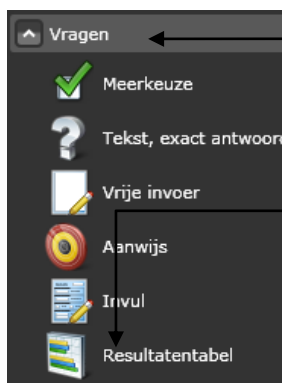 Vragen
Meerkeuze
Tekst, exact antwoord
Vrije invoer
Aanwijs
Invul
Resultatentabel